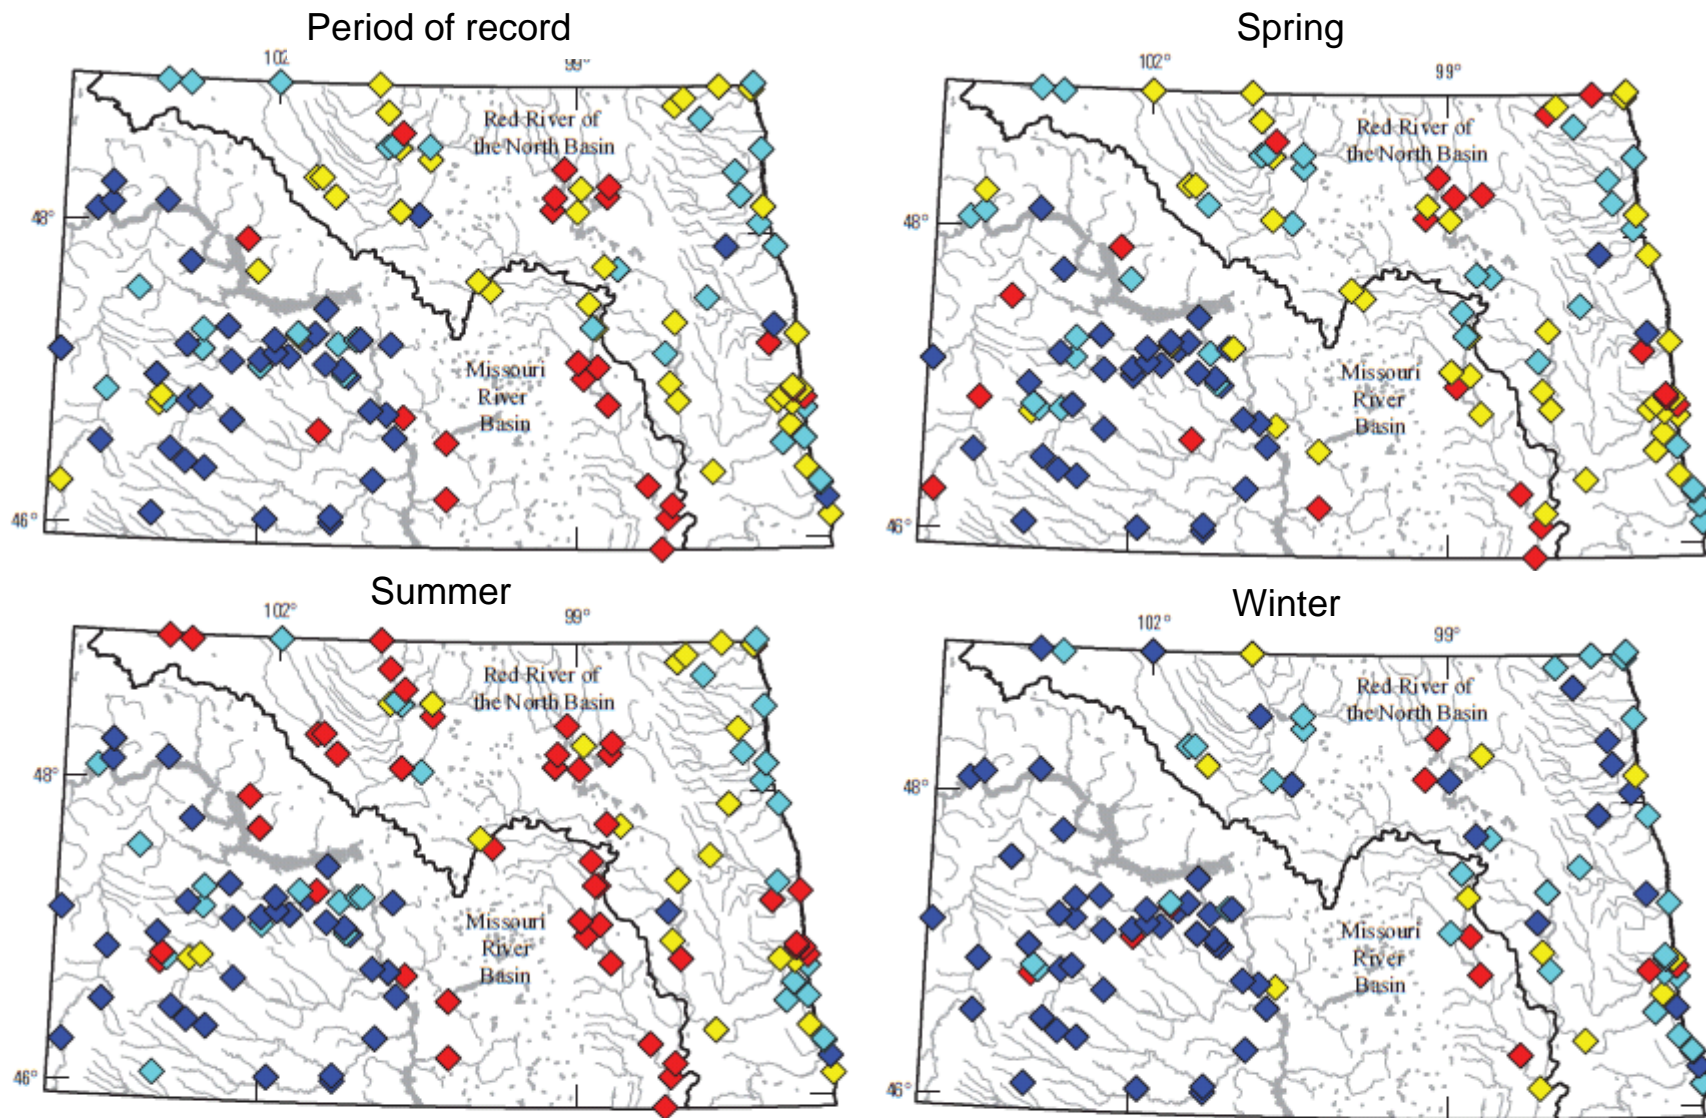 Period of record
Spring
102
99°
102°
99°
Red River of
the North Basin
Red River of
the North Basin
48°
48°
Missouri
River
Basin
Missouri
River
Basin
46°
46°
Summer
Winter
102°
99°
102°
99°
Red River of
the North Basin
Red River of
the North Basin
48°
48°
Missouri
River
Basin
Missouri
River
Basin
46°
46°